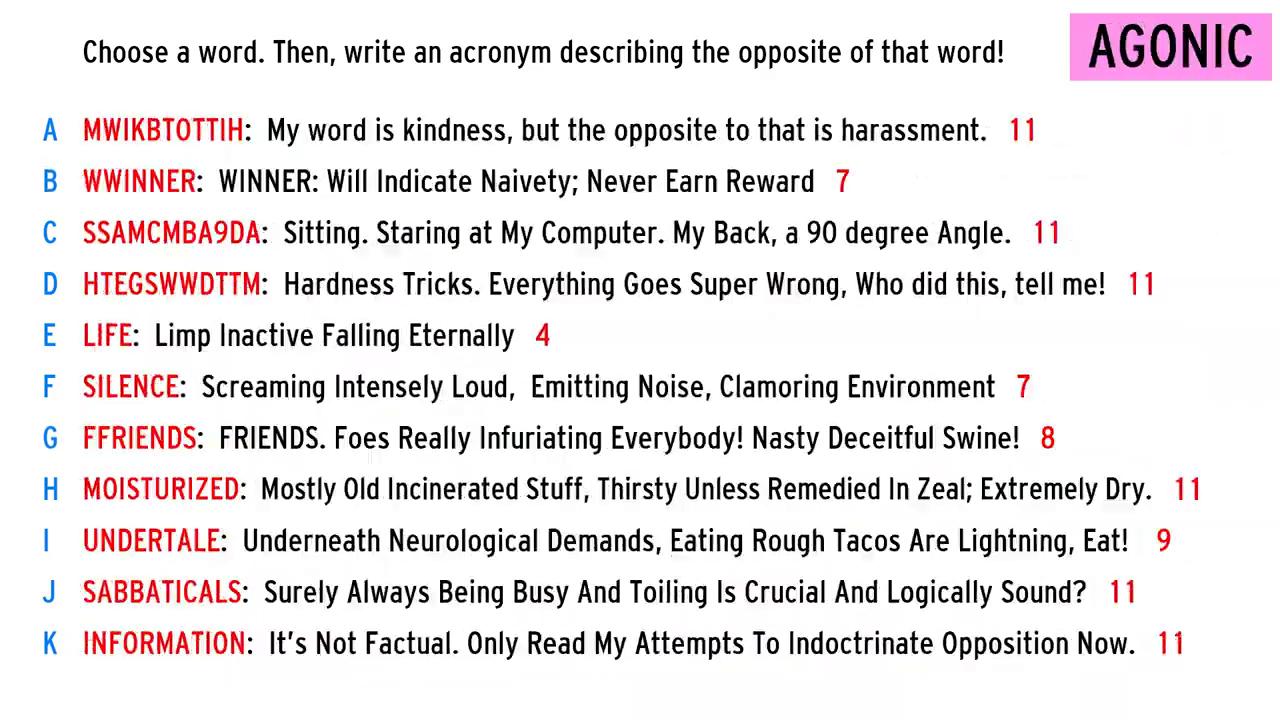 Choose a word. Then, write an acronym describing the opposite of that word!
AGONIC
A MWIKBTOTTIH: My word is kindness, but the opposite to that is harassment. 11
B WWINNER: WINNER: Will Indicate Naivety; Never Earn Reward 7
C SSAMCMBA9DA: Sitting. Staring at My Computer. My Back, a 90 degree Angle. 11
D HTEGSWWDTTM: Hardness Tricks. Everything Goes Super Wrong, Who did this, tell me! 11
E LIFE: Limp Inactive Falling Eternally 4
F SILENCE: Screaming Intensely Loud, Emitting Noise, Clamoring Environment 7
G FFRIENDS: FRIENDS. Foes Really Infuriating Everybody! Nasty Deceitful Swine! 8
H MOISTURIZED: Mostly Old Incinerated Stuff, Thirsty Unless Remedied In Zeal; Extremely Dry. 11
I UNDERTALE: Underneath Neurological Demands, Eating Rough Tacos Are Lightning, Eat! 9
J SABBATICALS: Surely Always Being Busy And Toiling Is Crucial And Logically Sound? 11
K INFORMATION: It's Not Factual. Only Read My Attempts To Indoctrinate Opposition Now. 11